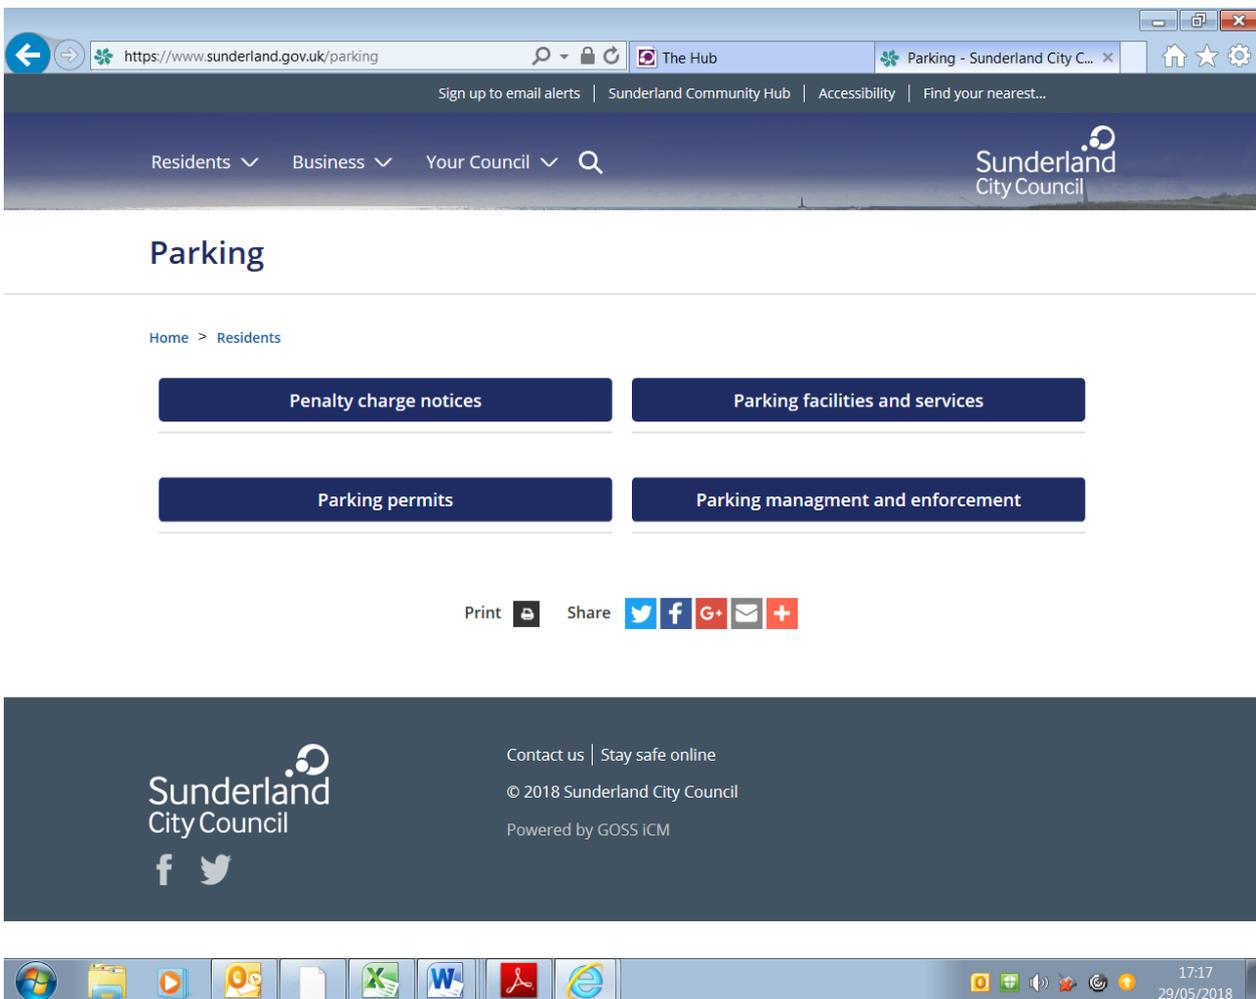 https://www.sunderland.gov.uk/parking
The Hub
Parking - Sunderland City C...
Sign up to email alerts | Sunderland Community Hub | Accessibility | Find your nearest...
Residents Business Your Council
Sunderland
City Council
Parking
Home > Residents
Penalty charge notices
Parking facilities and services
Parking permits
Parking managment and enforcement
Print Share
Sunderland
City Council
Contact us | Stay safe online
© 2018 Sunderland City Council
Powered by GOSS iCM
17:17
29/05/2018